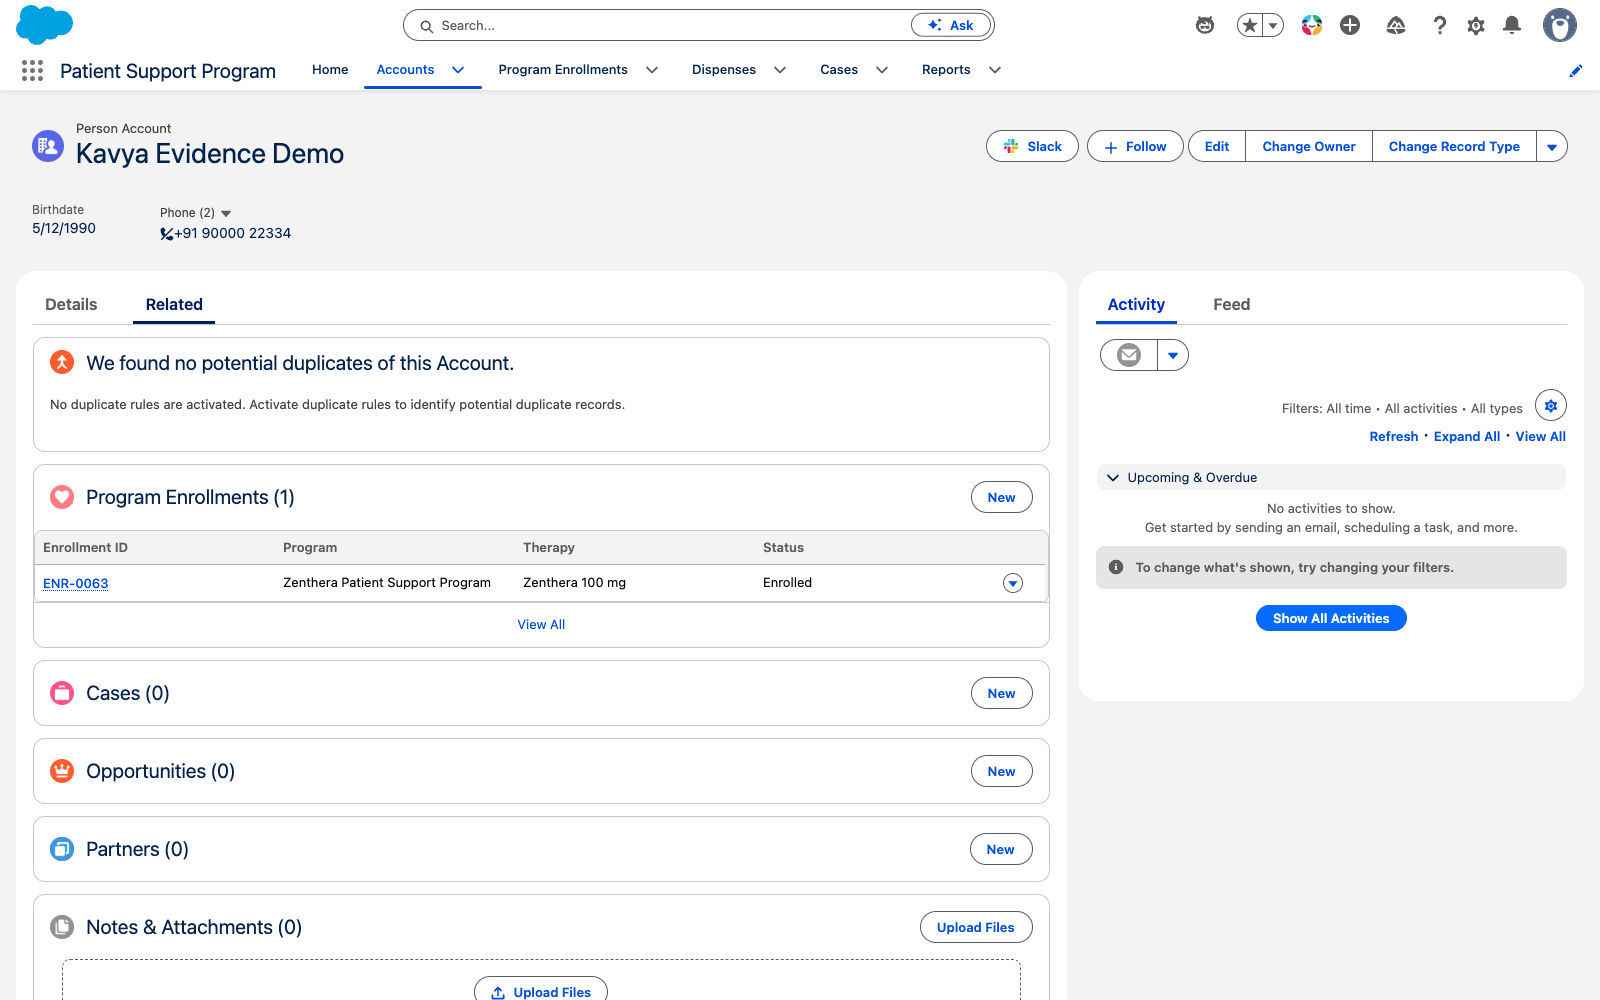 Search...
Ask
Patient Support Program
Home
Accounts
Program Enrollments
Dispenses
Cases
Reports
Person Account
Kavya Evidence Demo
Slack
Follow
Edit
Change Owner
Change Record Type
Birthdate
5/12/1990
Phone (2)
+91 90000 22334
Details
Related
We found no potential duplicates of this Account.
No duplicate rules are activated. Activate duplicate rules to identify potential duplicate records.
Program Enrollments (1)
New
Enrollment ID
Program
Therapy
Status
ENR-0063
Zenthera Patient Support Program
Zenthera 100 mg
Enrolled
View All
Cases (0)
New
Opportunities (0)
New
Partners (0)
New
Notes & Attachments (0)
Upload Files
Upload Files
Activity
Feed
Filters: All time • All activities • All types
Refresh • Expand All • View All
Upcoming & Overdue
No activities to show.
Get started by sending an email, scheduling a task, and more.
To change what's shown, try changing your filters.
Show All Activities